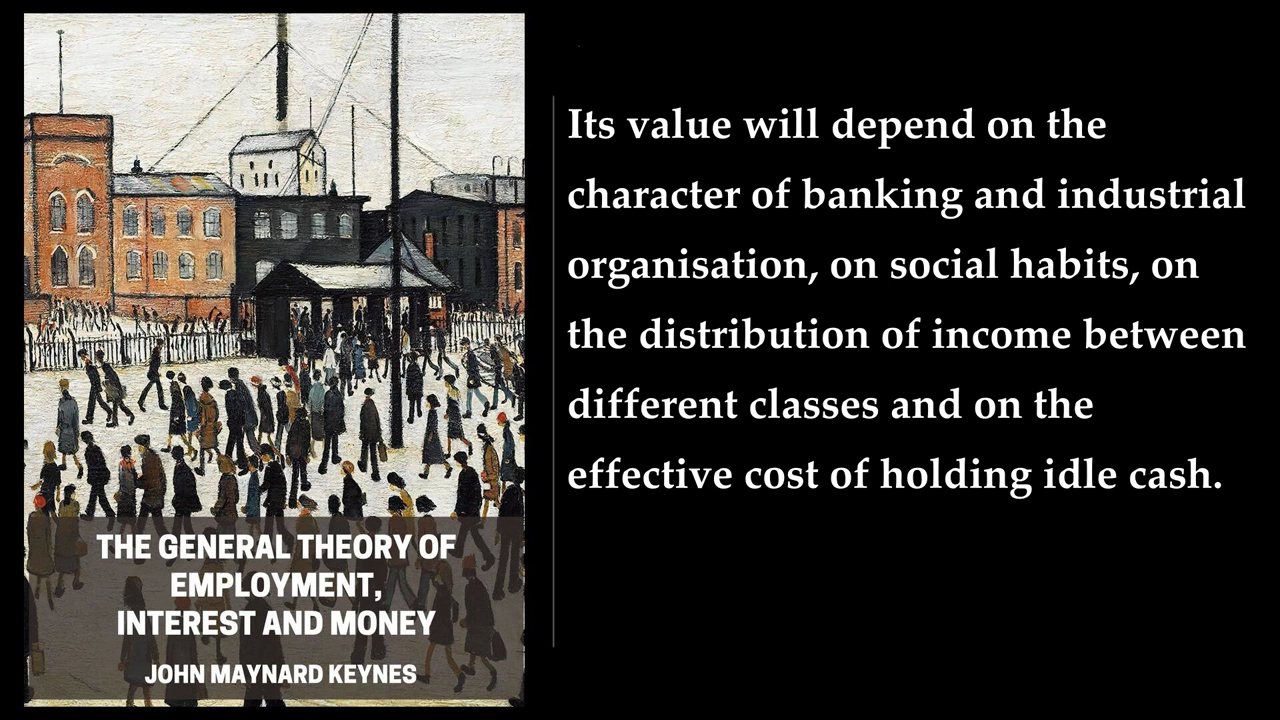 THE GENERAL THEORY OF
EMPLOYMENT,
INTEREST AND MONEY
JOHN MAYNARD KEYNES
Its value will depend on the
character of banking and industrial
organisation, on social habits, on
the distribution of income between
different classes and on the
effective cost of holding idle cash.